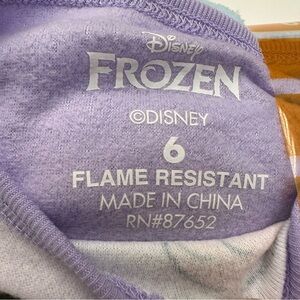 Disney
FROZEN
©DISNEY
6
FLAME RESISTANT
MADE IN CHINA
RN#87652